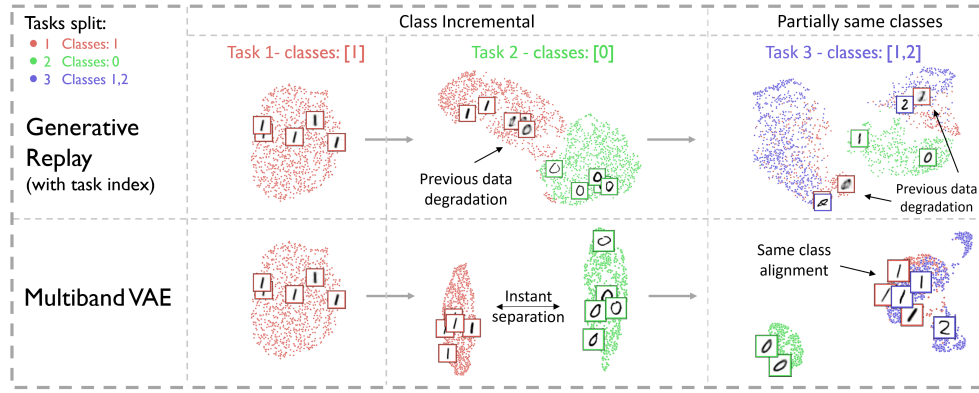 Tasks split:
1 Classes: 1
2 Classes: 0
3 Classes 1,2
Class Incremental
Partially same classes
Task 1- classes: [1]
Task 2 - classes: [0]
Task 3 - classes: [1,2]
Generative
Replay
(with task index)
Previous data
degradation
Previous data
degradation
Multiband VAE
Instant
separation
Same class
alignment